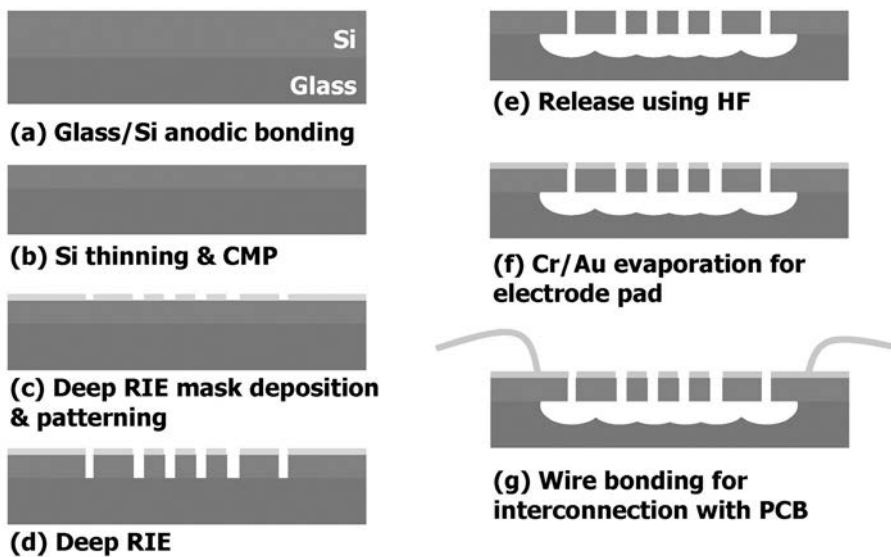 Si
Glass
(a) Glass/Si anodic bonding
(b) Si thinning & CMP
(c) Deep RIE mask deposition
& patterning
(d) Deep RIE
(e) Release using HF
(f) Cr/Au evaporation for
electrode pad
(g) Wire bonding for
interconnection with PCB